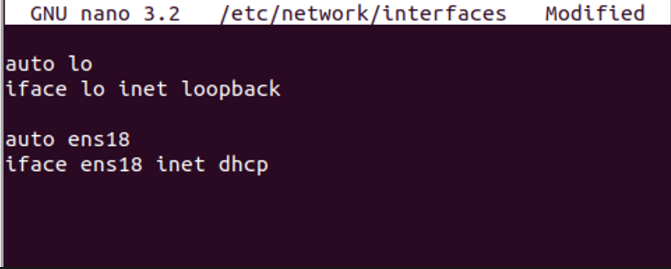 GNU nano 3.2 /etc/network/interfaces Modified
auto lo
iface lo inet loopback
auto ens18
iface ens18 inet dhcp